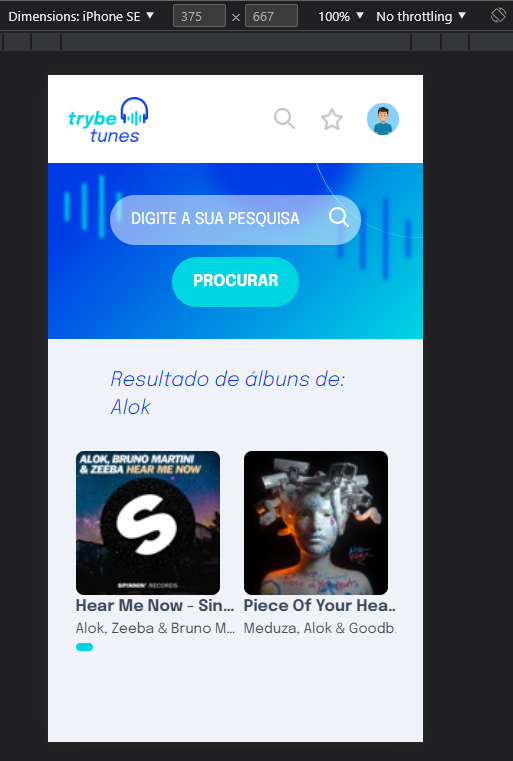 Dimensions: iPhone SE ▼ 375 × 667 100% ▼ No throttling ▼
trybe
tunes
DIGITE A SUA PESQUISA
PROCURAR
Resultado de álbuns de:
Alok
ALOK, BRUNO MARTINI
& ZEEBA HEAR ME NOW
SPINNIN' RECORDS
Hear Me Now - Sin...
Alok, Zeeba & Bruno M...
Piece Of Your Hea...
Meduza, Alok & Goodb.